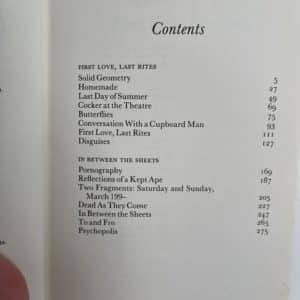 Contents
FIRST LOVE, LAST RITES
Solid Geometry 5
Homemade 27
Last Day of Summer 49
Cocker at the Theatre 69
Butterflies 75
Conversation With a Cupboard Man 93
First Love, Last Rites 111
Disguises 127
IN BETWEEN THE SHEETS
Pornography 169
Reflections of a Kept Ape 187
Two Fragments: Saturday and Sunday,
March 199– 205
Dead As They Come 227
In Between the Sheets 247
To and Fro 265
Psychopolis 275